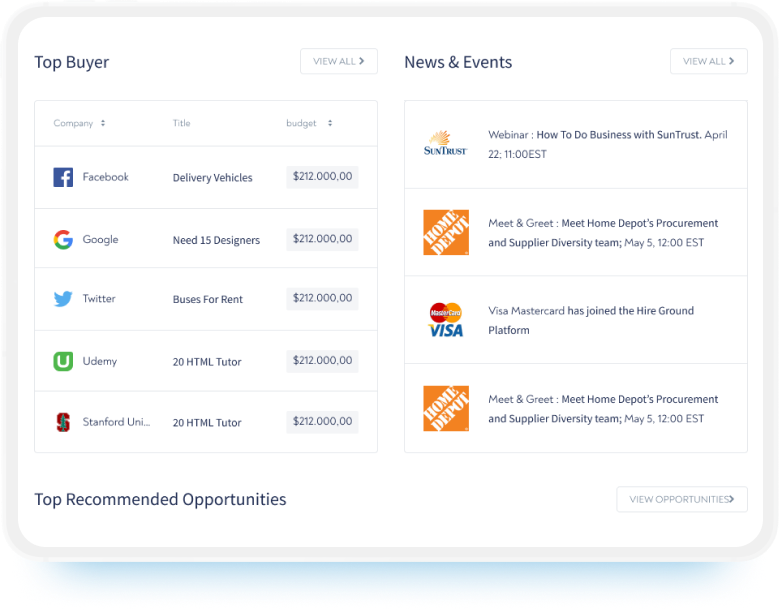 Top Buyer
VIEW ALL
Company
Title
budget
Facebook
Delivery Vehicles
$212.000,00
Google
Need 15 Designers
$212.000,00
Twitter
Buses For Rent
$212.000,00
Udemy
20 HTML Tutor
$212.000,00
Stanford Uni...
20 HTML Tutor
$212.000,00
News & Events
VIEW ALL
SUNTRUST
Webinar : How To Do Business with SunTrust. April
22; 11:00EST
THE HOME DEPOT
Meet & Greet : Meet Home Depot's Procurement
and Supplier Diversity team; May 5, 12:00 EST
MasterCard
VISA
Visa Mastercard has joined the Hire Ground
Platform
THE HOME DEPOT
Meet & Greet : Meet Home Depot's Procurement
and Supplier Diversity team; May 5, 12:00 EST
Top Recommended Opportunities
VIEW OPPORTUNITIES